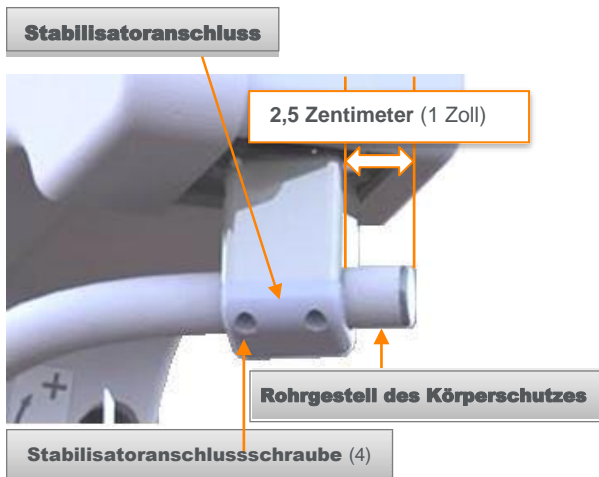 Stabilisatoranschluss
2,5 Zentimeter (1 Zoll)
Rohrgestell des Körperschutzes
Stabilisatoranschlussschraube (4)